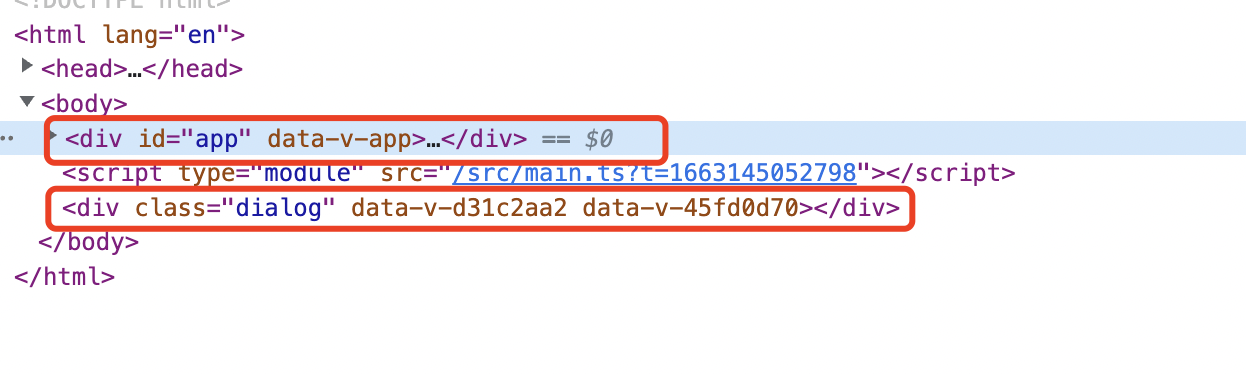 <!DOCTYPE html>
<html lang="en">
<head>…</head>
<body>
<div id="app" data-v-app>…</div> == $0
<script type="module" src="/src/main.ts?t=1663145052798"></script>
<div class="dialog" data-v-d31c2aa2 data-v-45fd0d70></div>
</body>
</html>